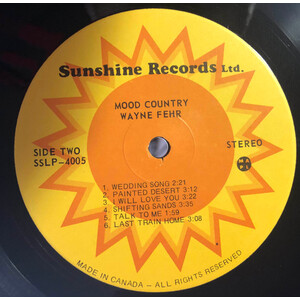 Sunshine Records Ltd.
MOOD COUNTRY
WAYNE FEHR
SIDE TWO
SSLP-4005
STEREO
1. WEDDING SONG 2:21
2. PAINTED DESERT 3:12
3. I WILL LOVE YOU 3:22
4. SHIFTING SANDS 3:35
5. TALK TO ME 1:59
6. LAST TRAIN HOME 3:08
MADE IN CANADA - ALL RIGHTS RESERVED